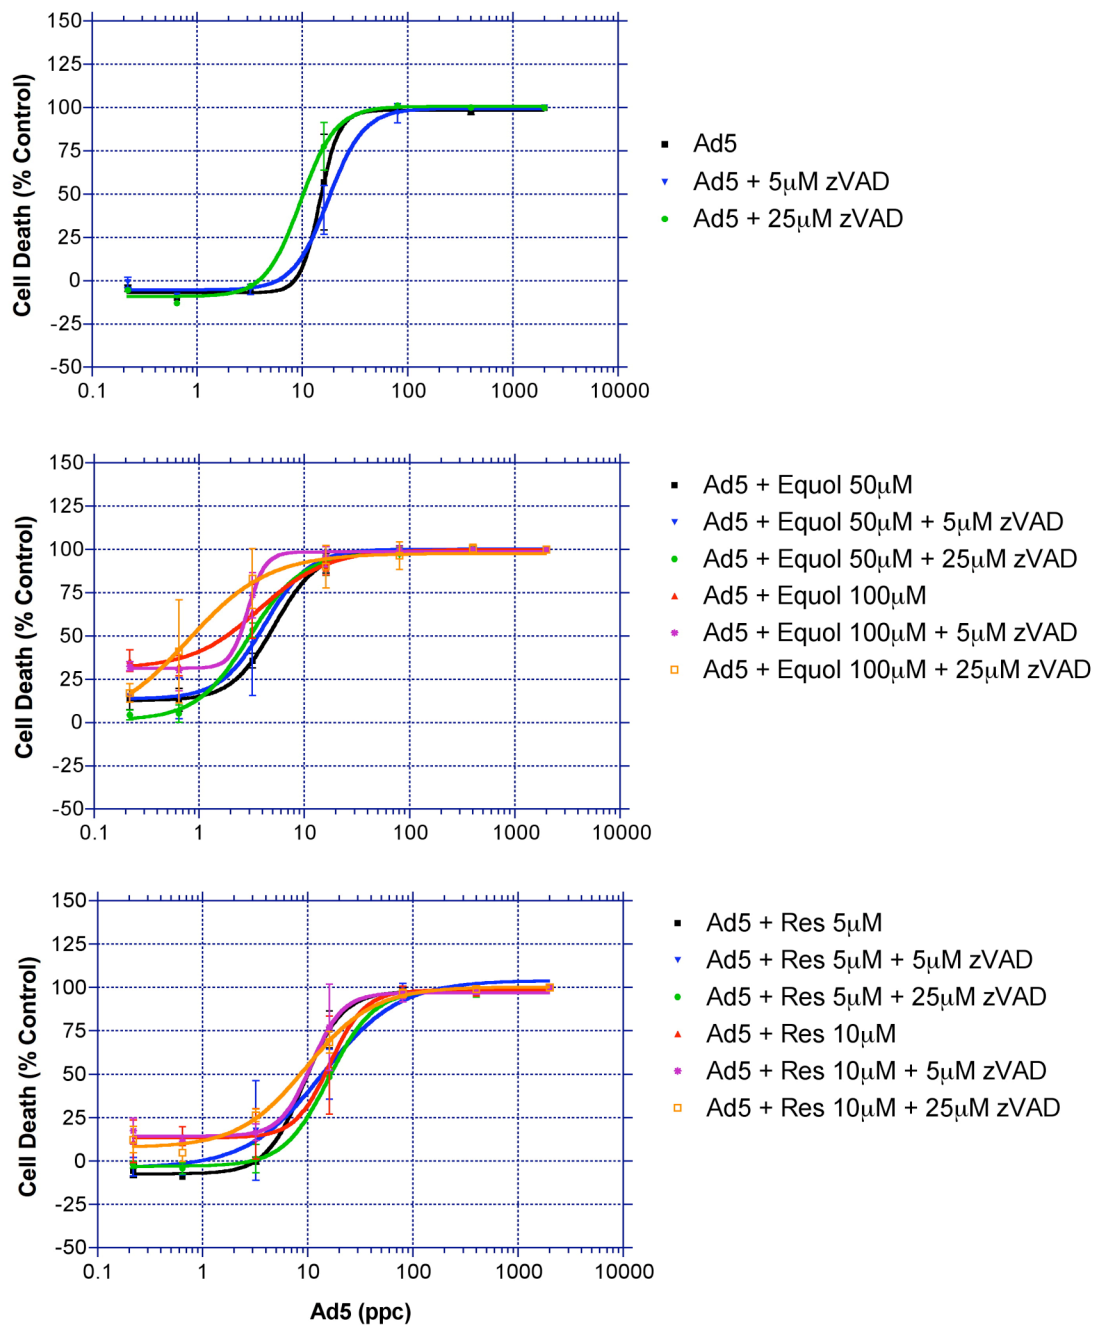 150
125
100
75
50
25
0
-25
-50
Cell Death (% Control)
0.1 1 10 100 1000 10000
Ad5
Ad5 + 5μM zVAD
Ad5 + 25μM zVAD
150
125
100
75
50
25
0
-25
-50
Cell Death (% Control)
0.1 1 10 100 1000 10000
Ad5 + Equol 50μM
Ad5 + Equol 50μM + 5μM zVAD
Ad5 + Equol 50μM + 25μM zVAD
Ad5 + Equol 100μM
Ad5 + Equol 100μM + 5μM zVAD
Ad5 + Equol 100μM + 25μM zVAD
150
125
100
75
50
25
0
-25
-50
Cell Death (% Control)
0.1 1 10 100 1000 10000
Ad5 (ppc)
Ad5 + Res 5μM
Ad5 + Res 5μM + 5μM zVAD
Ad5 + Res 5μM + 25μM zVAD
Ad5 + Res 10μM
Ad5 + Res 10μM + 5μM zVAD
Ad5 + Res 10μM + 25μM zVAD